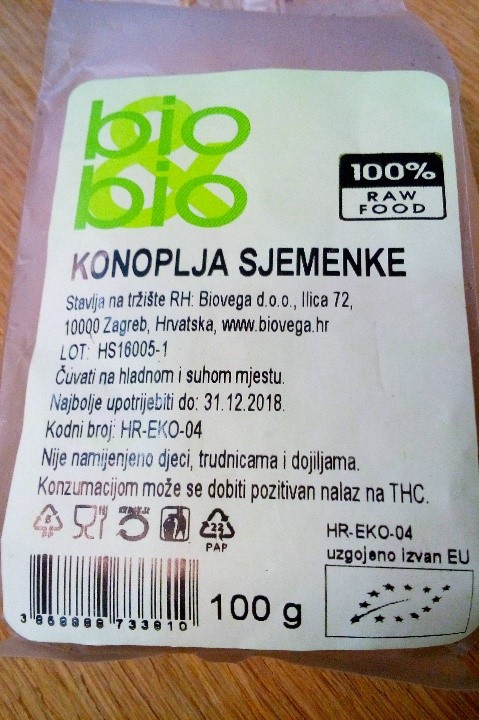 bio
&
bio
100%
RAW
FOOD
KONOPLJA SJEMENKE
Stavlja na tržište RH: Biovega d.o.o., Ilica 72,
10000 Zagreb, Hrvatska, www.biovega.hr
LOT: HS16005-1
Čuvati na hladnom i suhom mjestu.
Najbolje upotrijebiti do: 31.12.2018.
Kodni broj: HR-EKO-04
Nije namijenjeno djeci, trudnicama i dojiljama.
Konzumacijom može se dobiti pozitivan nalaz na THC.
22
PAP
HR-EKO-04
uzgojeno izvan EU
100 g